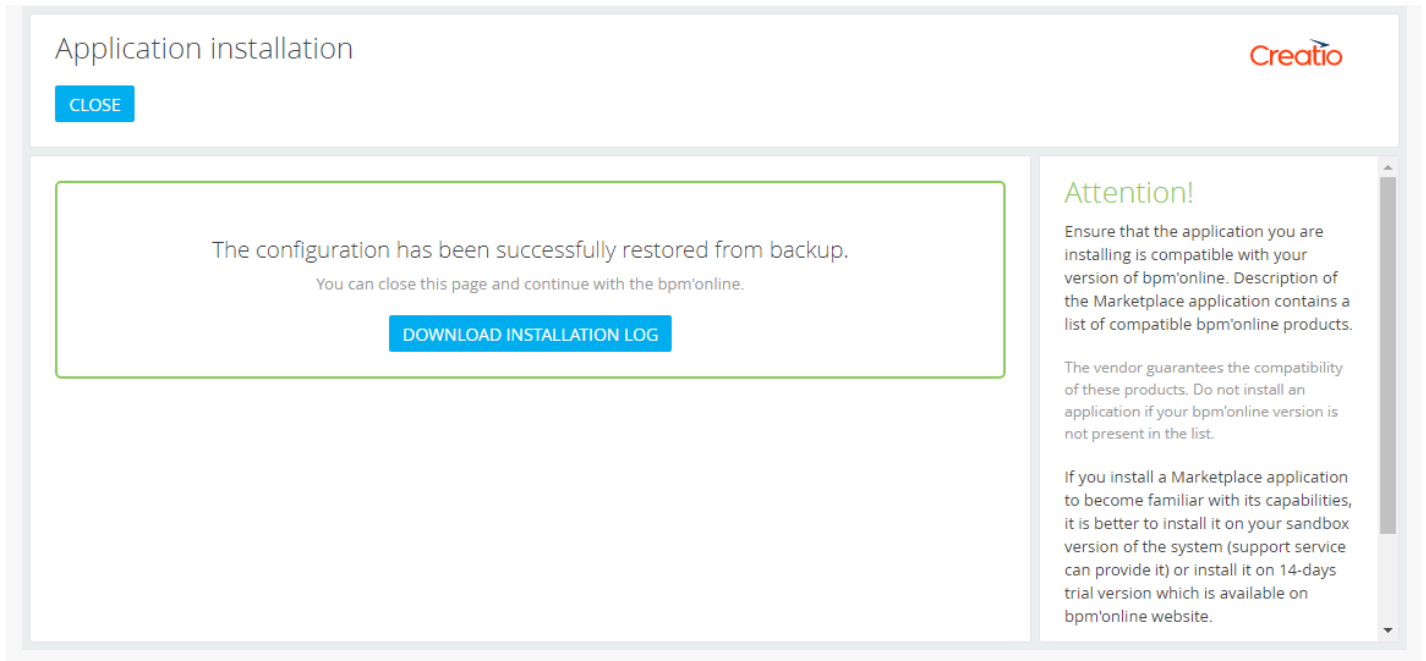 Application installation
Creatio
CLOSE
The configuration has been successfully restored from backup.
You can close this page and continue with the bpm'online.
DOWNLOAD INSTALLATION LOG
Attention!
Ensure that the application you are
installing is compatible with your
version of bpm'online. Description of
the Marketplace application contains a
list of compatible bpm'online products.
The vendor guarantees the compatibility
of these products. Do not install an
application if your bpm'online version is
not present in the list.
If you install a Marketplace application
to become familiar with its capabilities,
it is better to install it on your sandbox
version of the system (support service
can provide it) or install it on 14-days
trial version which is available on
bpm'online website.